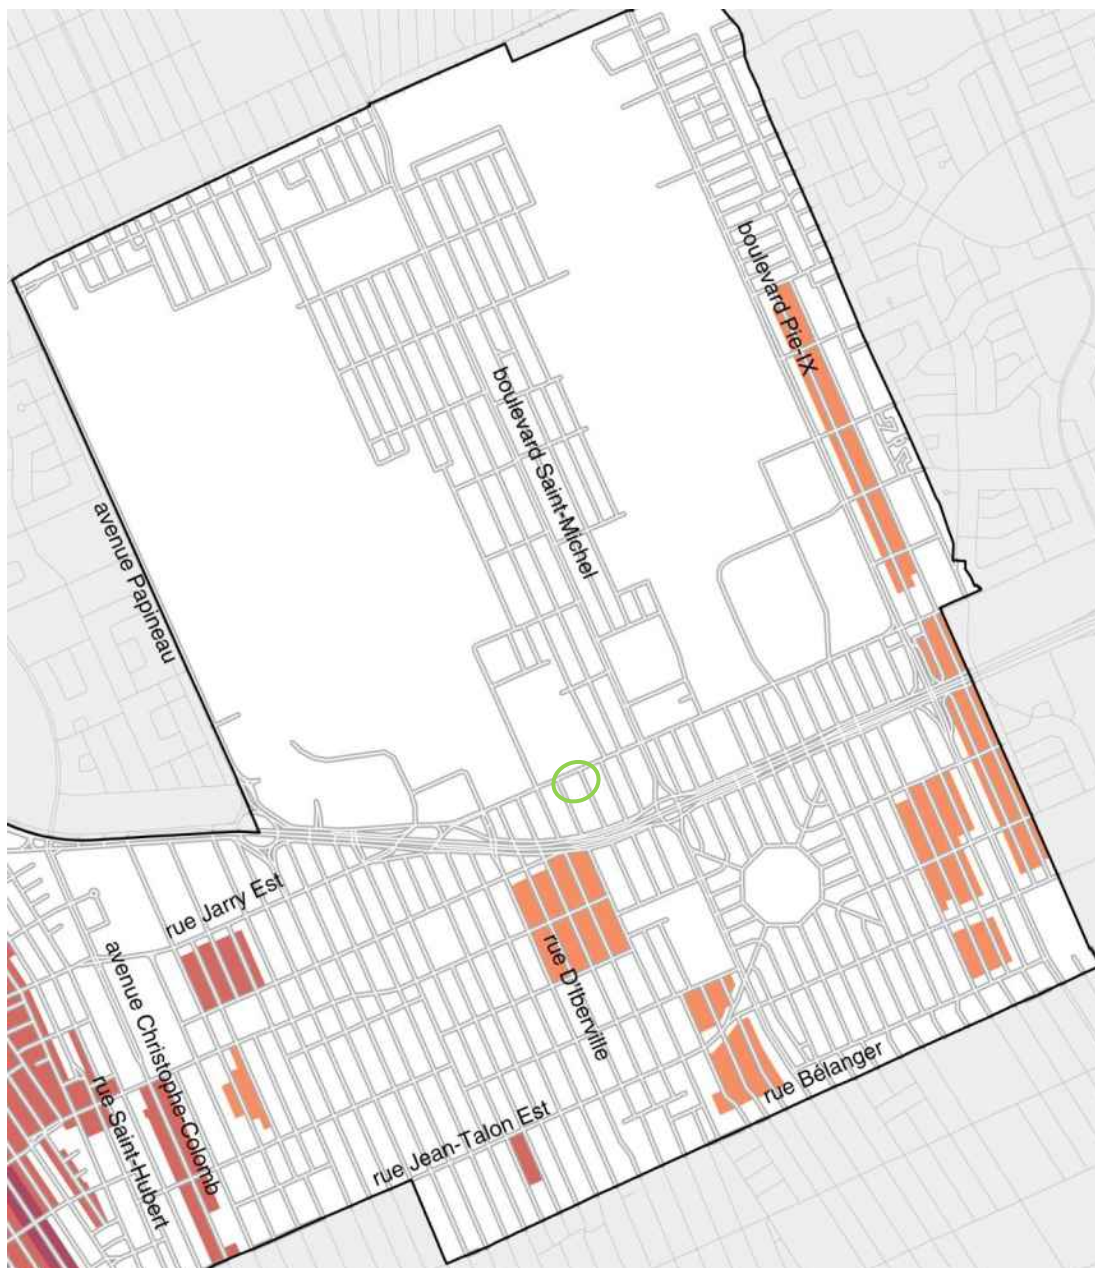 boulevard Pie-IX
boulevard Saint-Michel
avenue Papineau
rue Jarry Est
avenue Christophe-Colomb
rue D'Iberville
rue Saint-Hubert
rue Jean-Talon Est
rue Bélanger